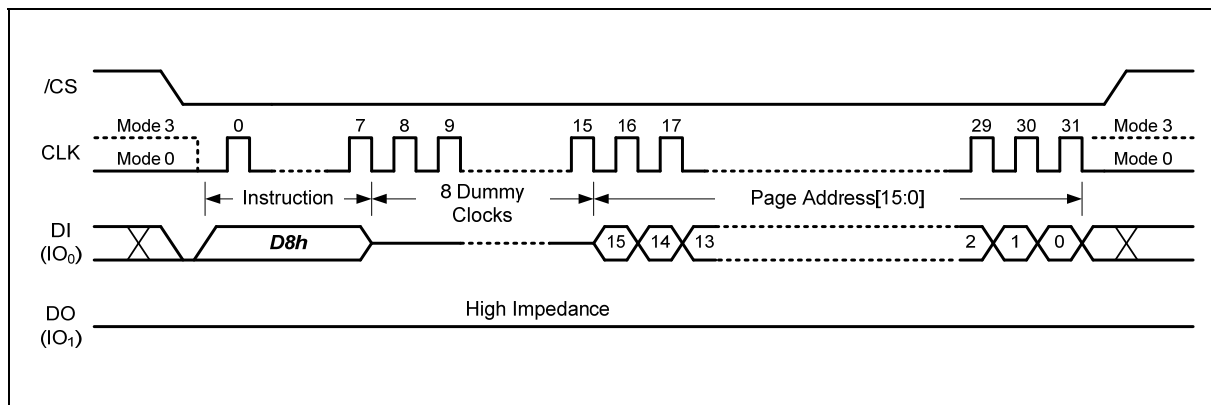 /CS
Mode 3 0 7 8 9 15 16 17 29 30 31 Mode 3
CLK
Mode 0 Mode 0
Instruction 8 Dummy Clocks Page Address[15:0]
DI (IO₀) D8h 15 14 13 2 1 0
High Impedance
DO (IO₁)